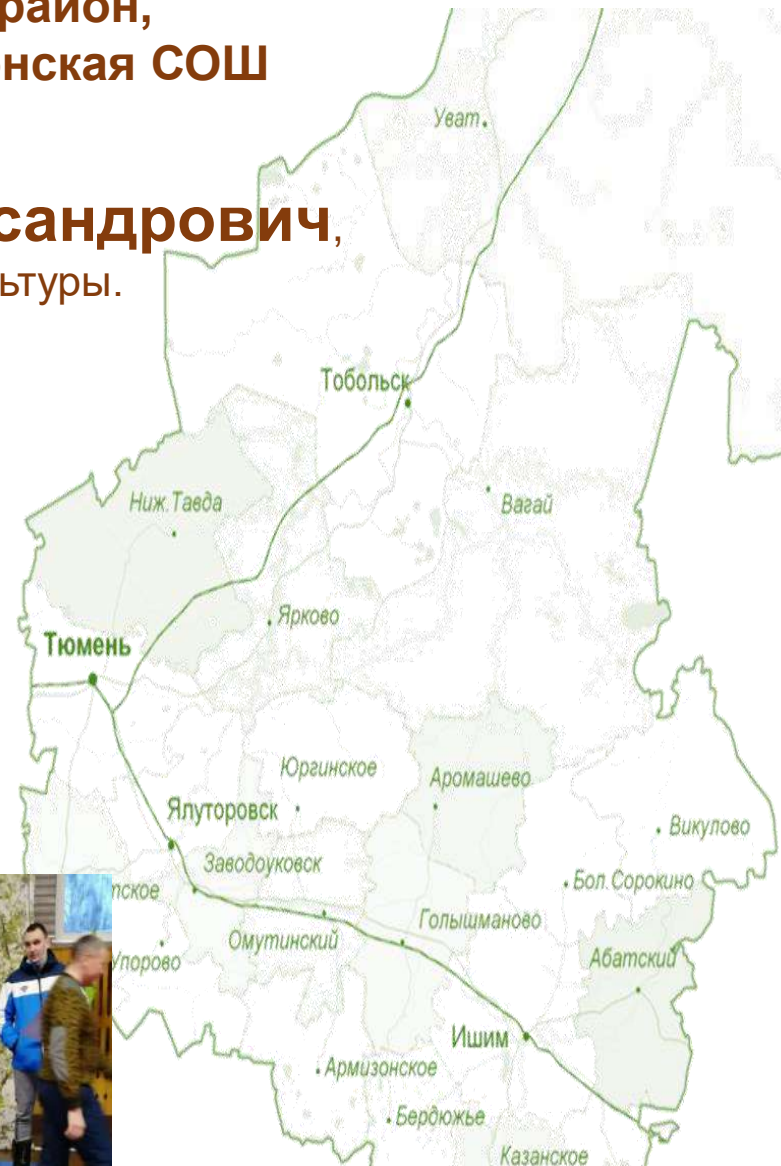 район,
нская СОШ
сандрович,
ьтуры.
Уват
Тобольск
Ниж.Тавда
Вагай
Ярково
Тюмень
Юргинское
Аромашево
Ялуторовск
Викулово
Заводоуковск
Бол.Сорокино
тское
Голышманово
Омутинский
Упорово
Абатский
Ишим
Армизонское
Бердюжье
Казанское